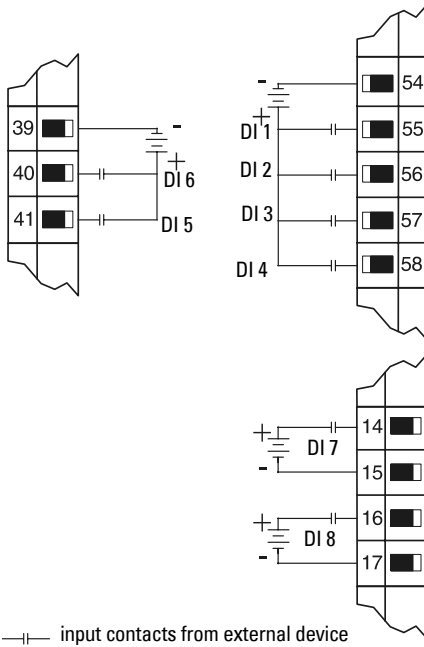 39
40
41
-
+
DI 6
DI 5
-
+
DI 1
DI 2
DI 3
DI 4
54
55
56
57
58
+
DI 7
-
14
15
+
DI 8
-
16
17
input contacts from external device